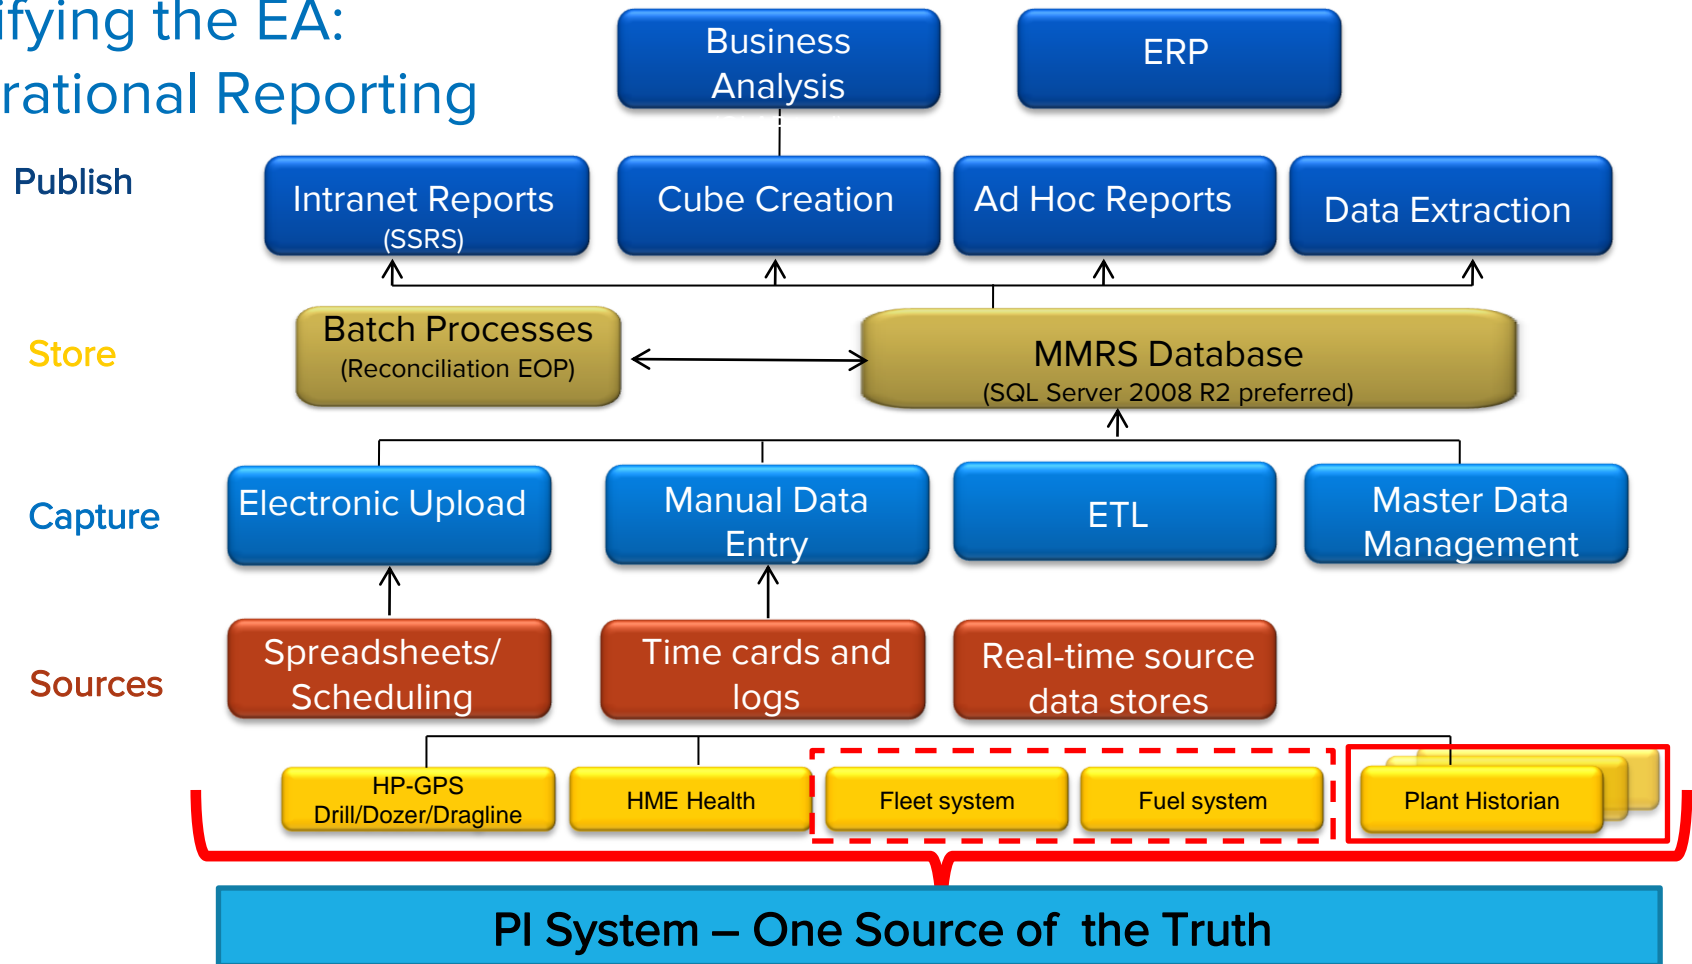 ifying the EA:
rational Reporting
Business
Analysis
ERP
Publish
Intranet Reports
(SSRS)
Cube Creation
Ad Hoc Reports
Data Extraction
Store
Batch Processes
(Reconciliation EOP)
MMRS Database
(SQL Server 2008 R2 preferred)
Capture
Electronic Upload
Manual Data
Entry
ETL
Master Data
Management
Sources
Spreadsheets/
Scheduling
Time cards and
logs
Real-time source
data stores
HP-GPS
Drill/Dozer/Dragline
HME Health
Fleet system
Fuel system
Plant Historian
PI System – One Source of the Truth